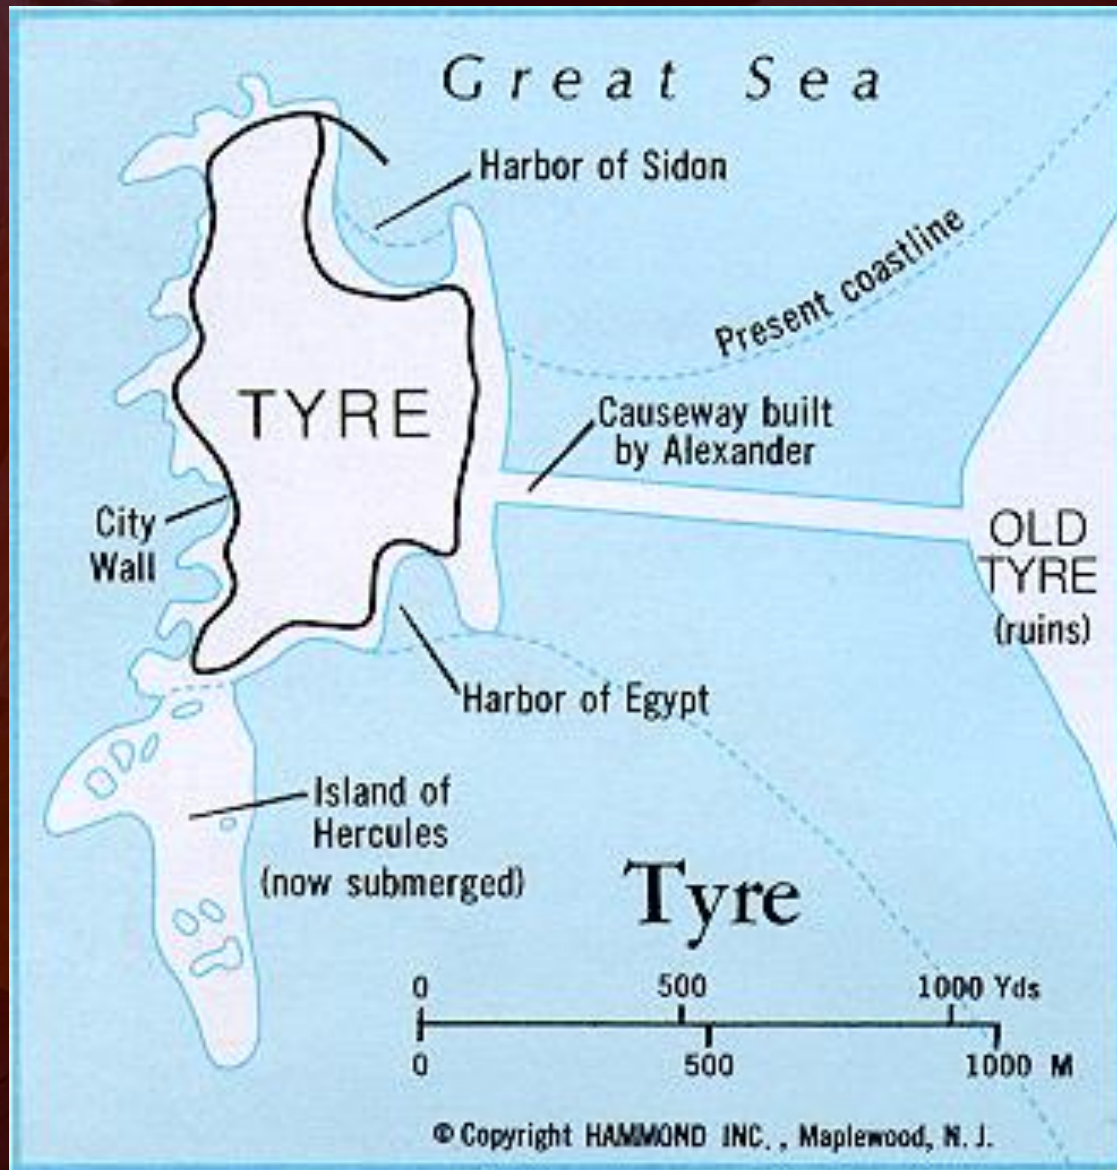 Great Sea
Harbor of Sidon
Present coastline
TYRE
Causeway built
by Alexander
City
Wall
OLD
TYRE
(ruins)
Harbor of Egypt
Island of
Hercules
(now submerged)
Tyre
0 500 1000 Yds
0 500 1000 M
© Copyright HAMMOND INC., Maplewood, N. J.